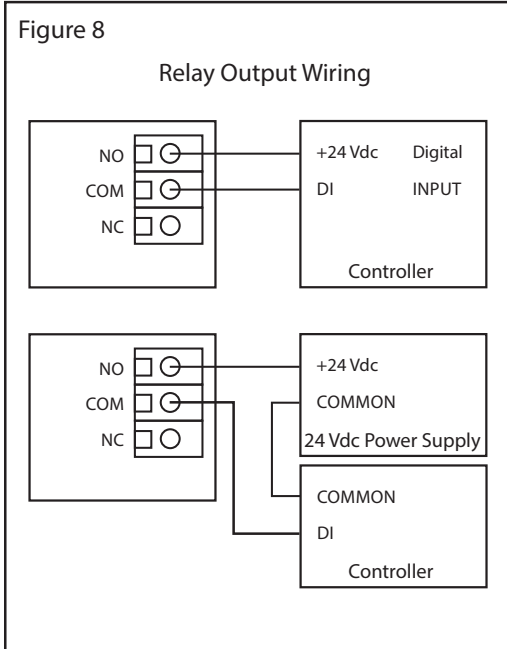 Figure 8
Relay Output Wiring
NO
COM
NC
+24 Vdc Digital
DI INPUT
Controller
NO
COM
NC
+24 Vdc
COMMON
24 Vdc Power Supply
COMMON
DI
Controller